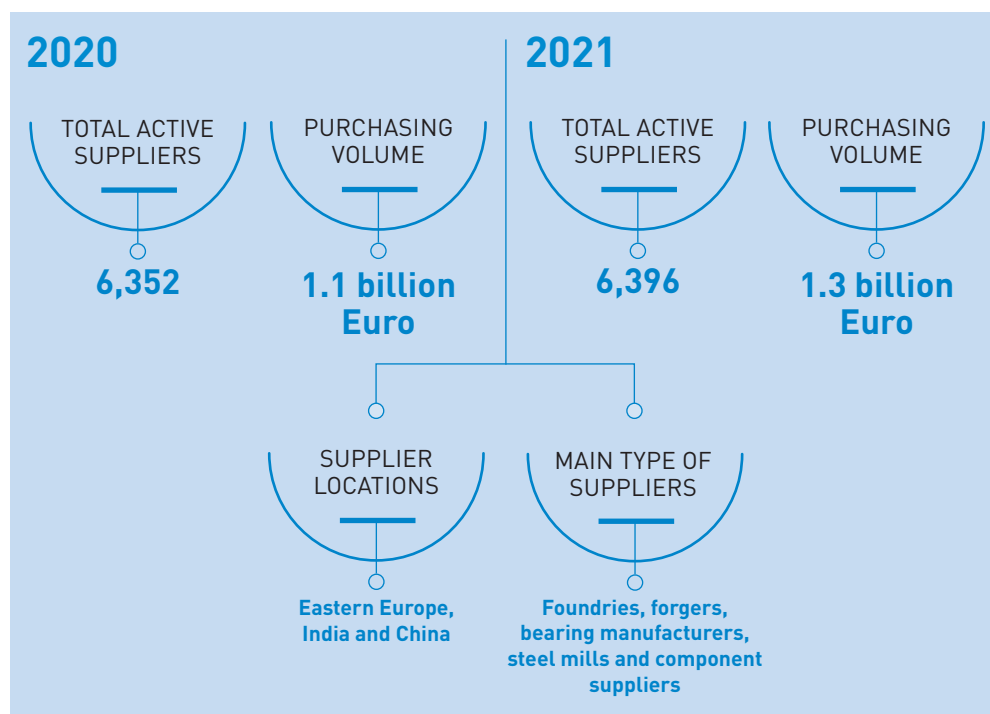 2020
TOTAL ACTIVE
SUPPLIERS
6,352
PURCHASING
VOLUME
1.1 billion
Euro
2021
TOTAL ACTIVE
SUPPLIERS
6,396
PURCHASING
VOLUME
1.3 billion
Euro
SUPPLIER
LOCATIONS
Eastern Europe,
India and China
MAIN TYPE OF
SUPPLIERS
Foundries, forgers,
bearing manufacturers,
steel mills and component
suppliers